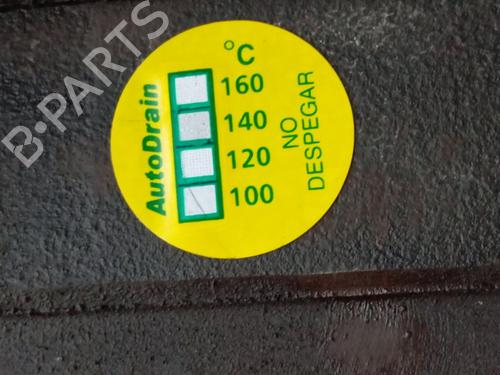 B-PARTS
AutoDrain
°C
160
140
120
100
NO
DESPEGAR